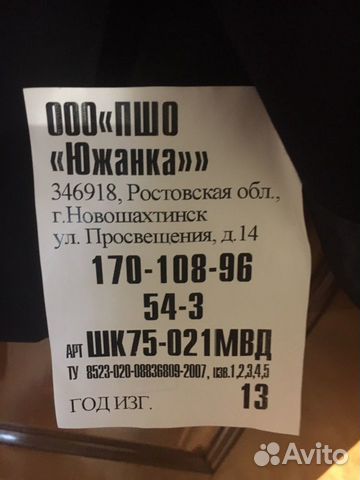 ООО«ПШО
«Южанка»»
346918, Ростовская обл.,
г.Новошахтинск
ул. Просвещения, д.14
170-108-96
54-3
АРТ ШК75-021МВД
ТУ 8523-020-08836809-2007, изв.1,2,3,4,5
ГОД ИЗГ. 13
Avito